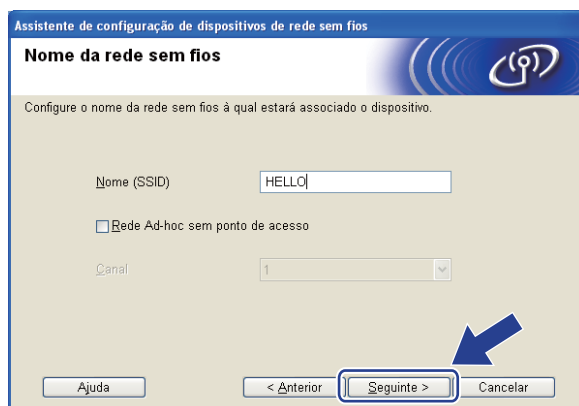 Assistente de configuração de dispositivos de rede sem fios
Nome da rede sem fios
Configure o nome da rede sem fios à qual estará associado o dispositivo.
Nome (SSID) HELLO
Rede Ad-hoc sem ponto de acesso
Canal 1
Ajuda < Anterior Seguinte > Cancelar